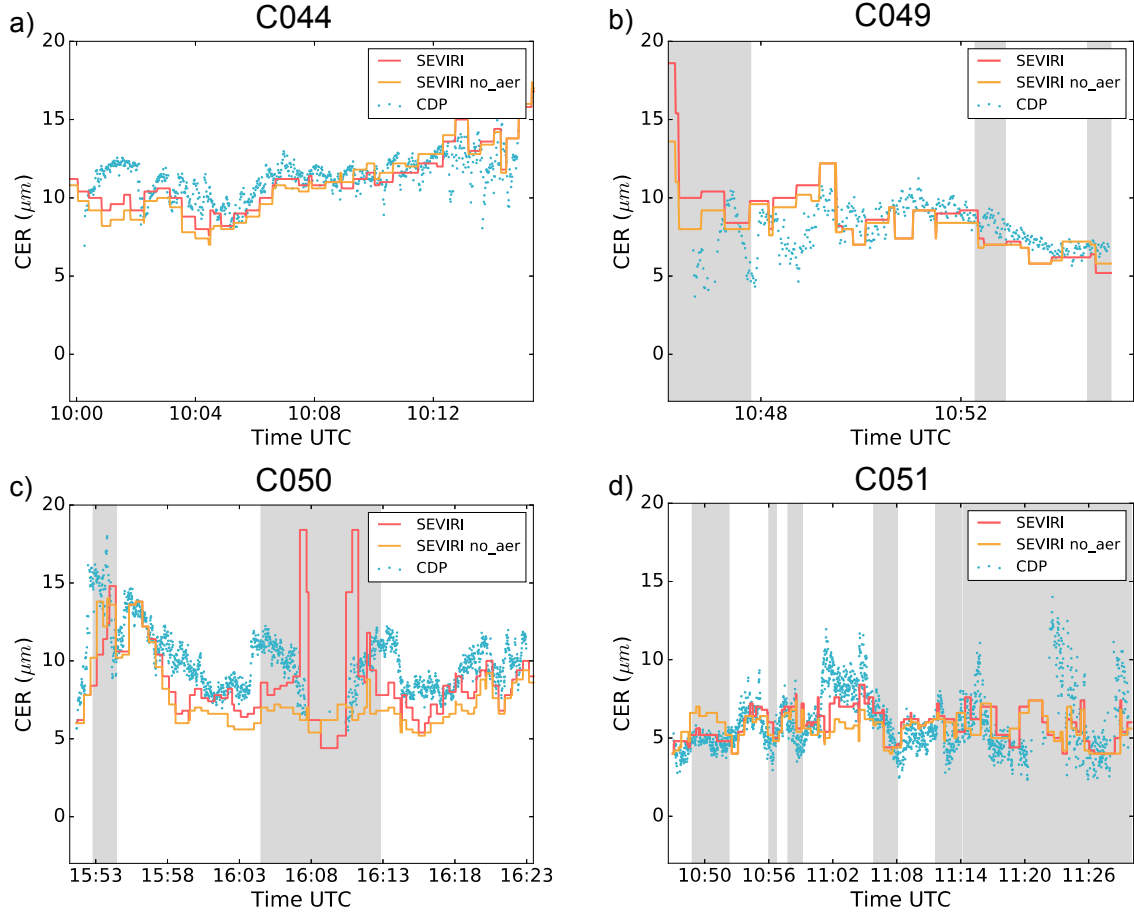 a)
C044
20
15
10
5
0
CER (μm)
SEVIRI
SEVIRI no_aer
CDP
10:00 10:04 10:08 10:12
Time UTC
b)
C049
20
15
10
5
0
CER (μm)
SEVIRI
SEVIRI no_aer
CDP
10:48 10:52
Time UTC
c)
C050
20
15
10
5
0
CER (μm)
SEVIRI
SEVIRI no_aer
CDP
15:53 15:58 16:03 16:08 16:13 16:18 16:23
Time UTC
d)
C051
20
15
10
5
0
CER (μm)
SEVIRI
SEVIRI no_aer
CDP
10:50 10:56 11:02 11:08 11:14 11:20 11:26
Time UTC